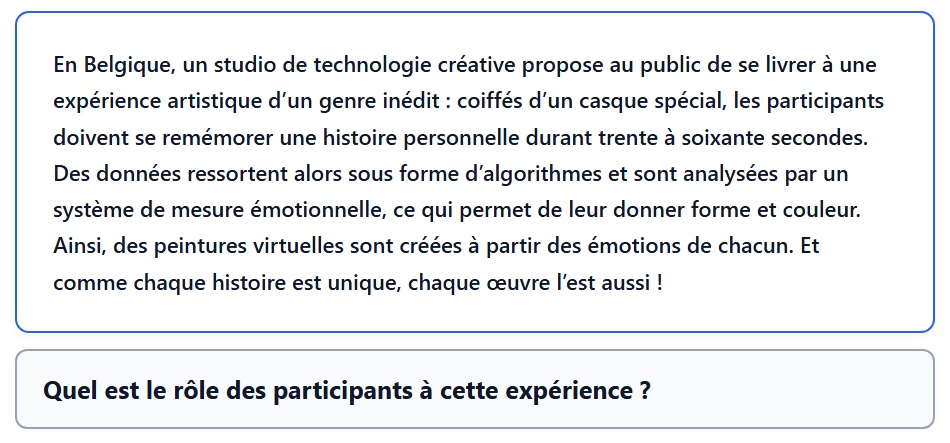 En Belgique, un studio de technologie créative propose au public de se livrer à une
expérience artistique d’un genre inédit : coiffés d’un casque spécial, les participants
doivent se remémorer une histoire personnelle durant trente à soixante secondes.
Des données ressortent alors sous forme d’algorithmes et sont analysées par un
système de mesure émotionnelle, ce qui permet de leur donner forme et couleur.
Ainsi, des peintures virtuelles sont créées à partir des émotions de chacun. Et
comme chaque histoire est unique, chaque œuvre l’est aussi !
Quel est le rôle des participants à cette expérience ?